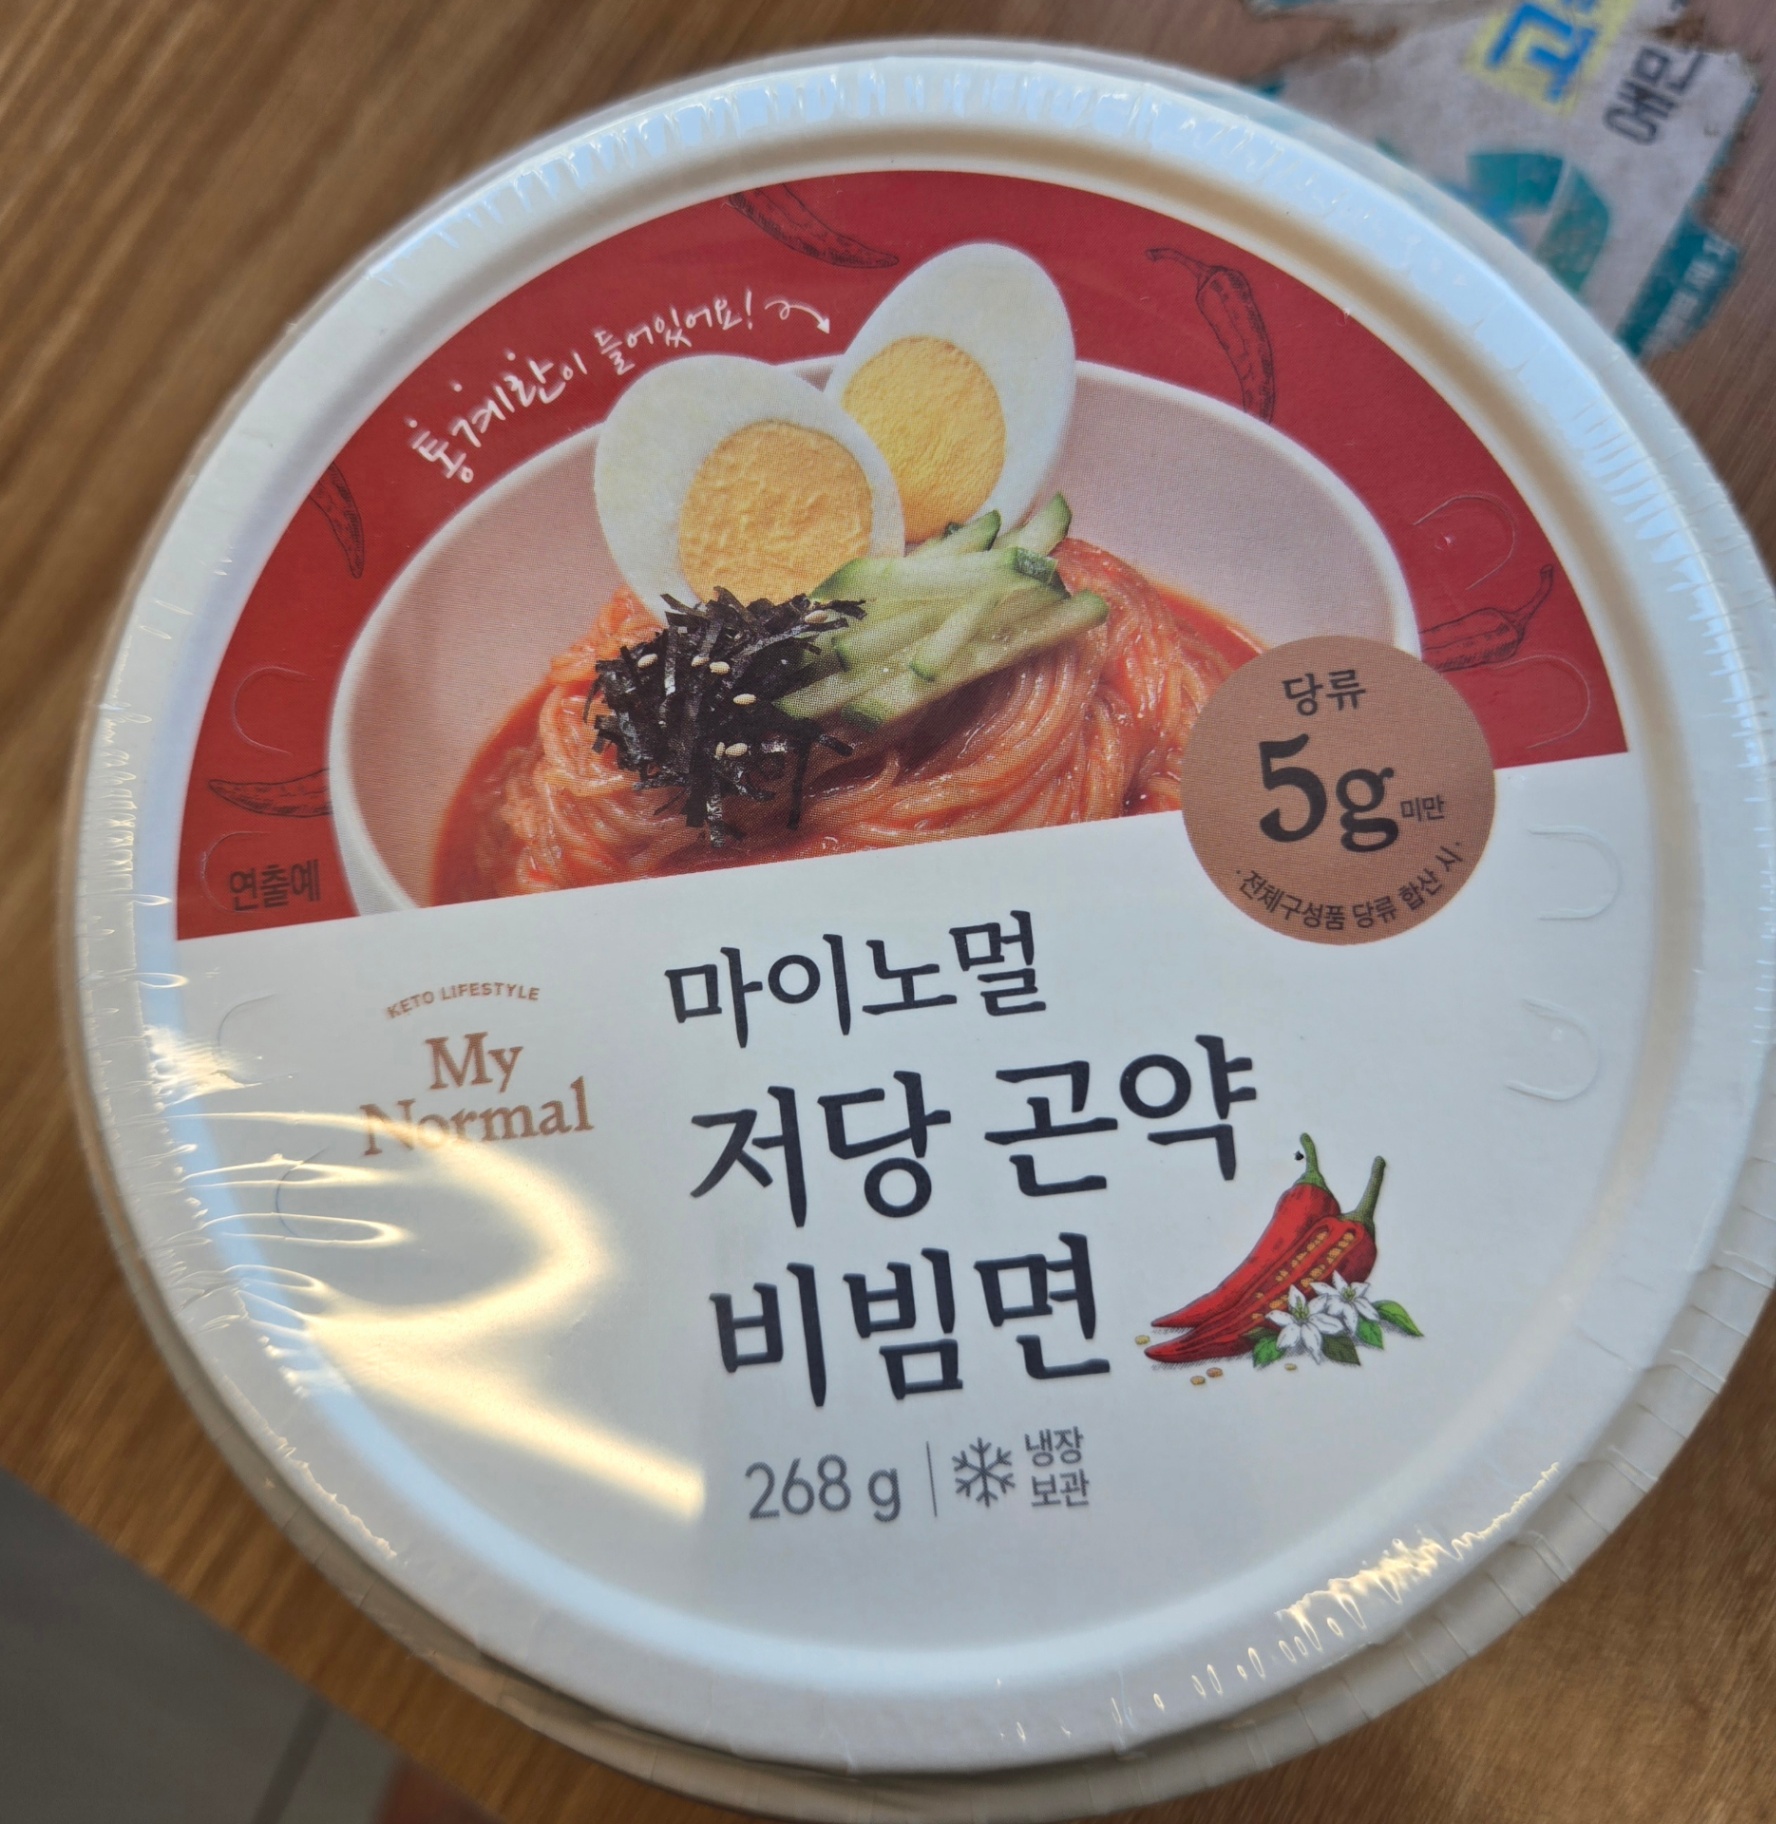 통계란이 들어있어요!
당류
5g 미만
·전체구성품 당류 합산 시·
연출예
KETO LIFESTYLE
My
Normal
마이노멀
저당 곤약
비빔면
268 g
냉장
보관